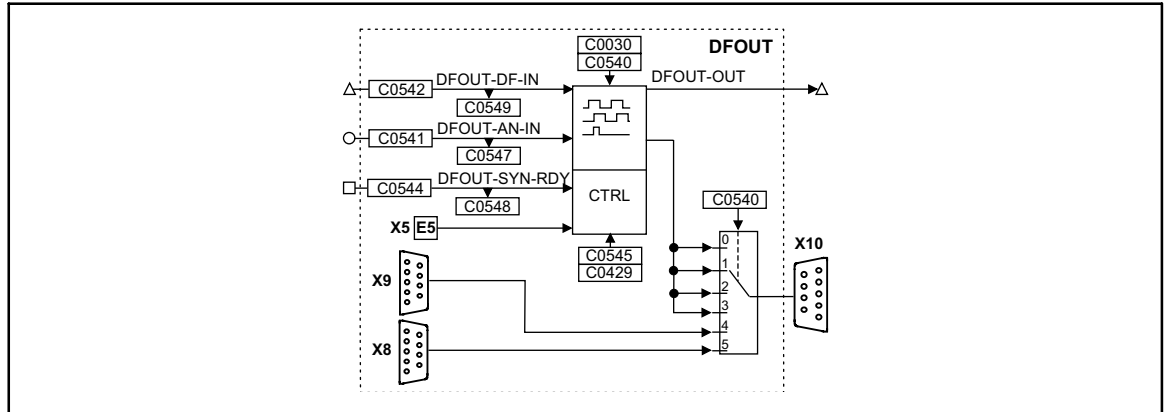 DFOUT
C0030
C0540
DFOUT-DF-IN
DFOUT-OUT
C0542
C0549
DFOUT-AN-IN
C0541
C0547
DFOUT-SYN-RDY
C0544
C0548
CTRL
C0540
X5 E5
C0545
C0429
X9
X8
0
1
2
3
4
5
X10